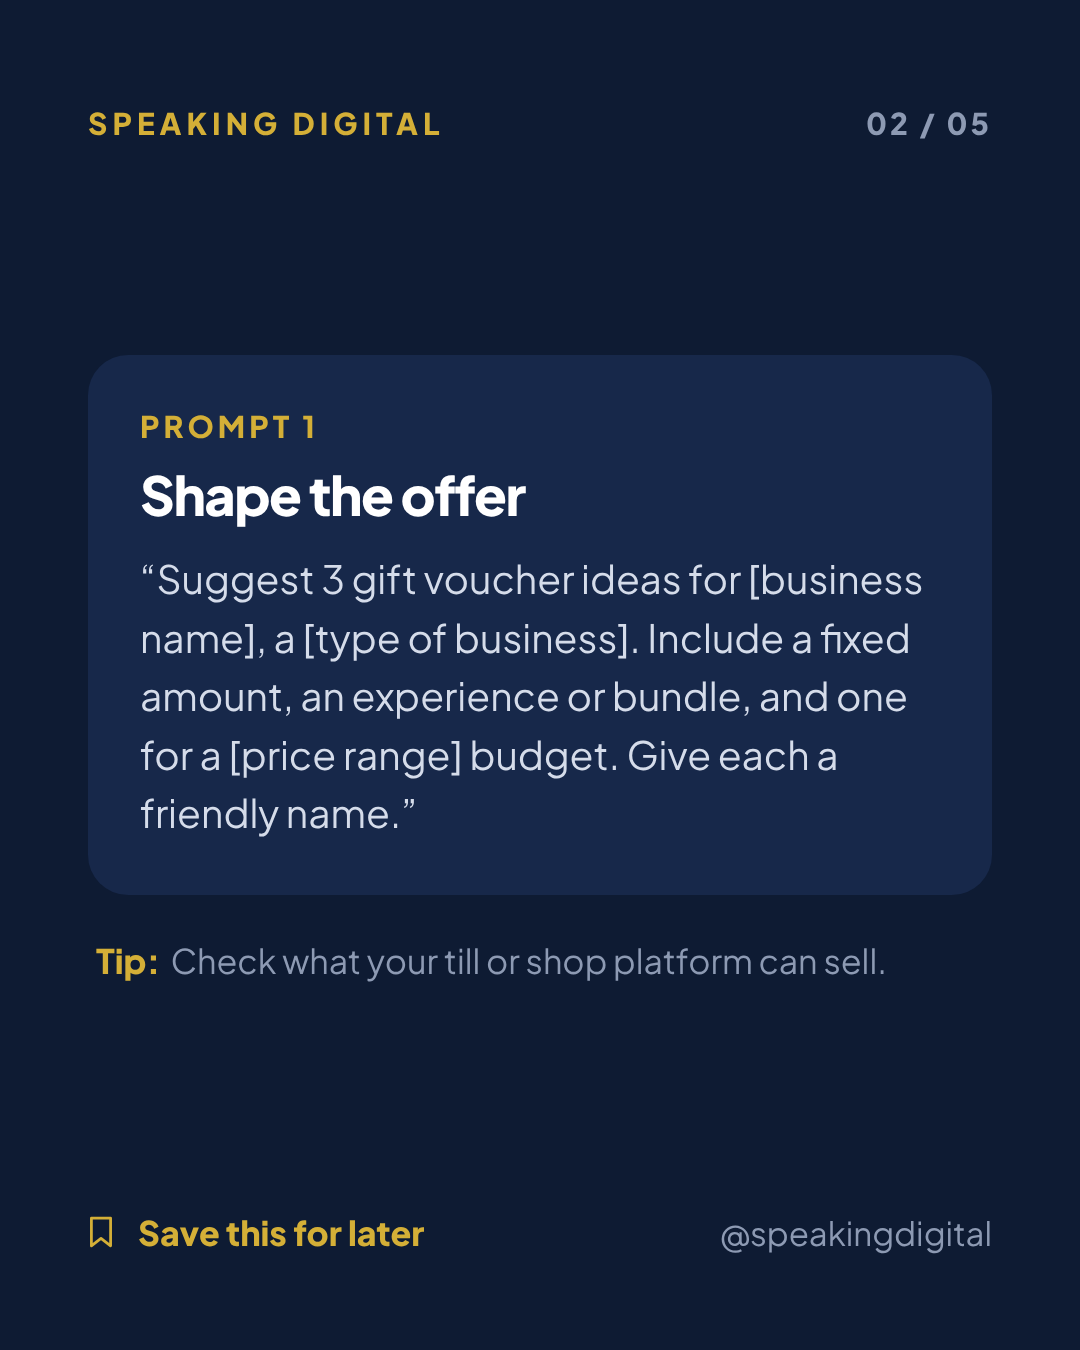 SPEAKING DIGITAL
02 / 05
PROMPT 1
Shape the offer
“Suggest 3 gift voucher ideas for [business
name], a [type of business]. Include a fixed
amount, an experience or bundle, and one
for a [price range] budget. Give each a
friendly name.”
Tip: Check what your till or shop platform can sell.
Save this for later
@speakingdigital